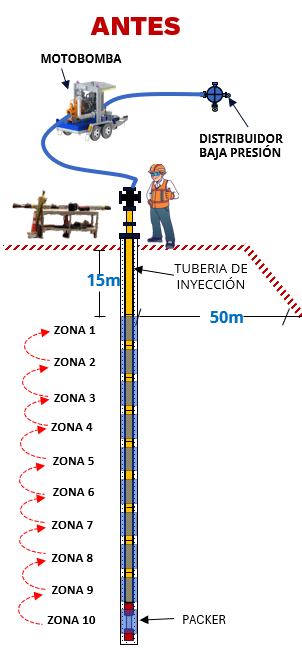 ANTES
MOTOBOMBA
DISTRIBUIDOR
BAJA PRESIÓN
TUBERIA DE
INYECCIÓN
15m
50m
ZONA 1
ZONA 2
ZONA 3
ZONA 4
ZONA 5
ZONA 6
ZONA 7
ZONA 8
ZONA 9
ZONA 10
PACKER